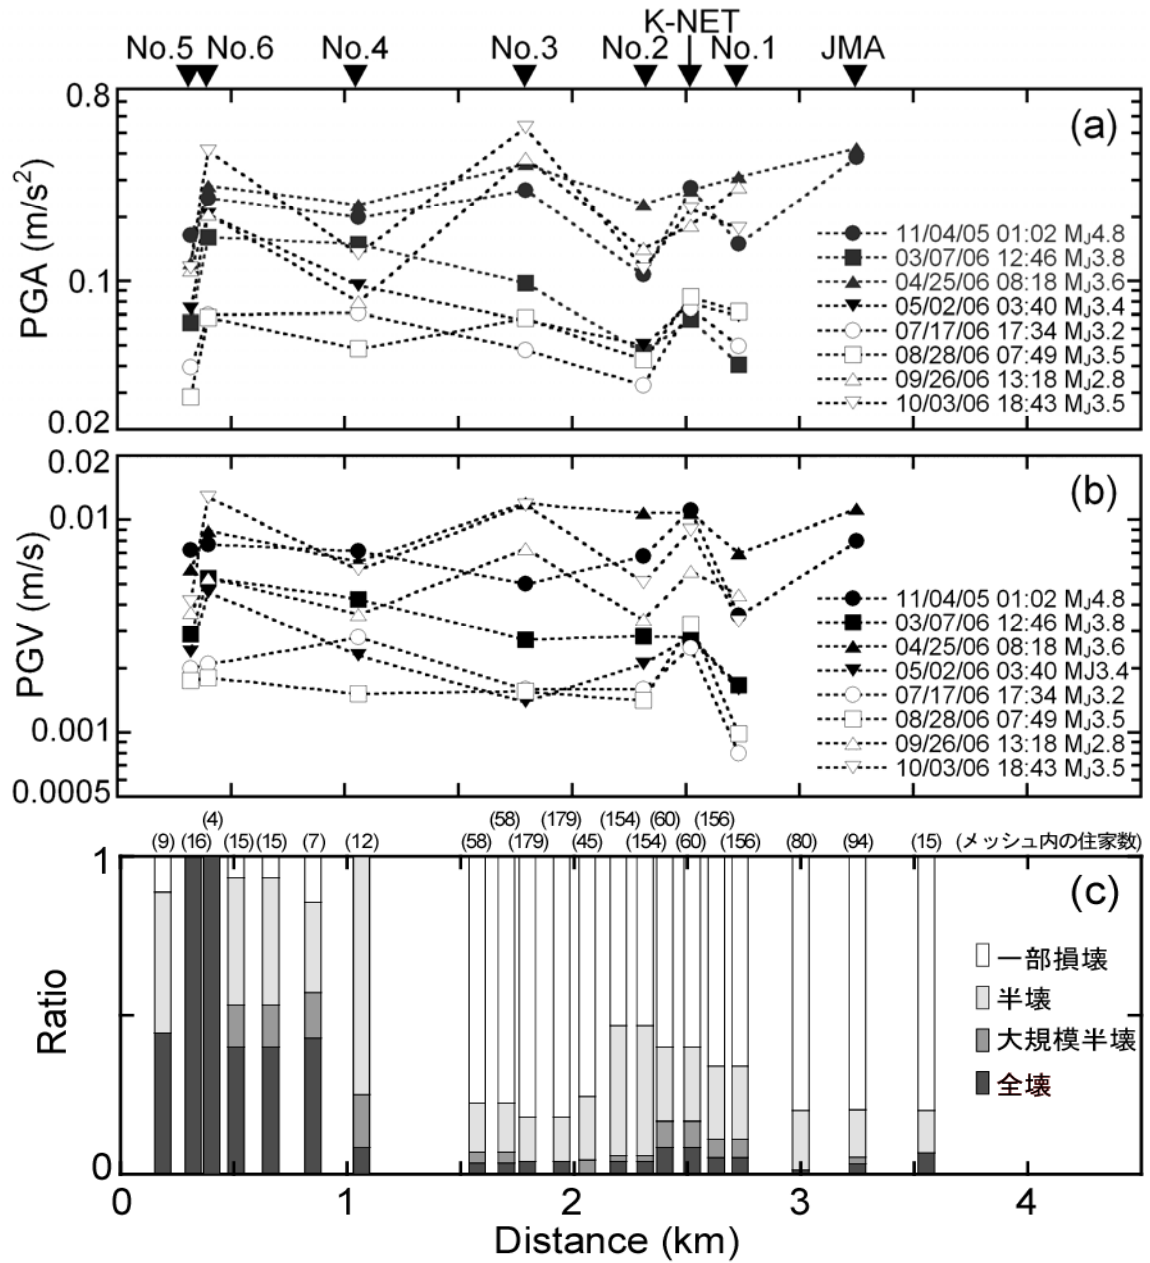 K-NET
No.5 No.6 No.4 No.3 No.2 No.1 JMA
0.8
(a)
PGA (m/s²)
0.1
0.02
11/04/05 01:02 MJ4.8
03/07/06 12:46 MJ3.8
04/25/06 08:18 MJ3.6
05/02/06 03:40 MJ3.4
07/17/06 17:34 MJ3.2
08/28/06 07:49 MJ3.5
09/26/06 13:18 MJ2.8
10/03/06 18:43 MJ3.5
0.02
(b)
0.01
PGV (m/s)
0.001
0.0005
11/04/05 01:02 MJ4.8
03/07/06 12:46 MJ3.8
04/25/06 08:18 MJ3.6
05/02/06 03:40 MJ3.4
07/17/06 17:34 MJ3.2
08/28/06 07:49 MJ3.5
09/26/06 13:18 MJ2.8
10/03/06 18:43 MJ3.5
(4) (58) (179) (154) (60) (156)
(9) (16) (15) (15) (7) (12) (58) (179) (45) (154) (60) (156) (80) (94) (15) (メッシュ内の住家数)
1
(c)
Ratio
一部損壊
半壊
大規模半壊
全壊
0
0 1 2 3 4
Distance (km)